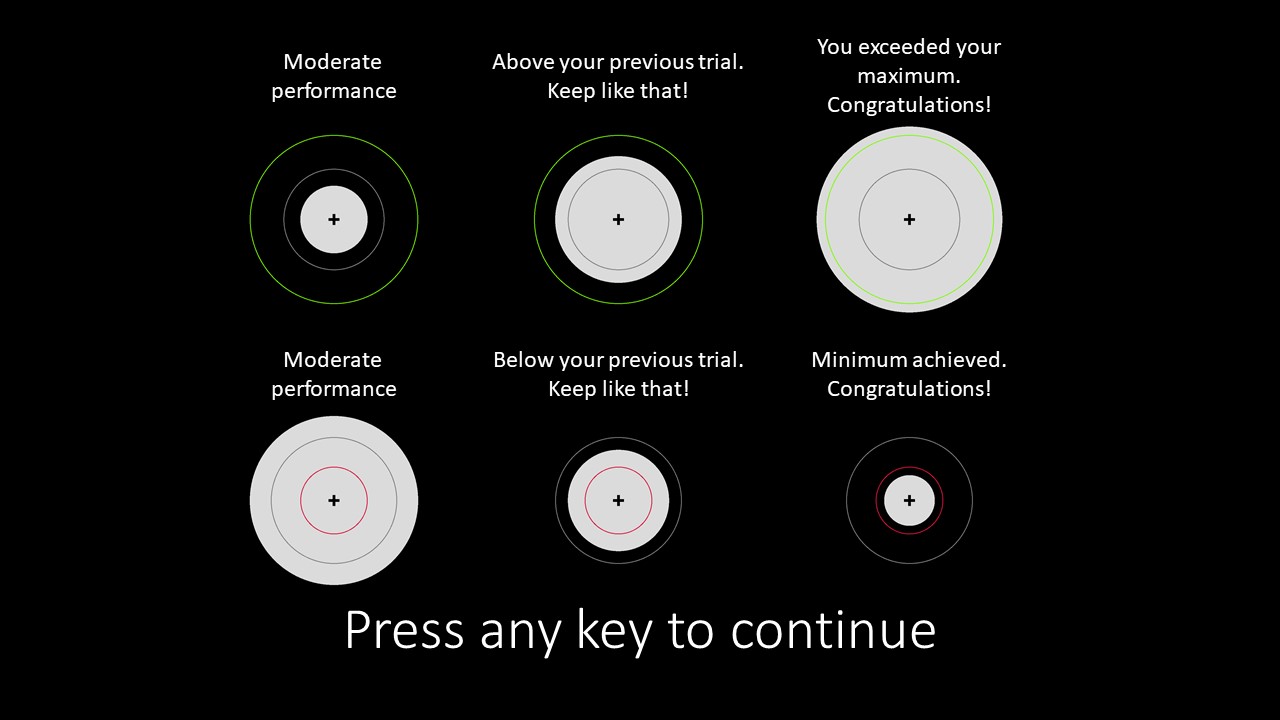 Moderate
performance
Above your previous trial.
Keep like that!
You exceeded your
maximum.
Congratulations!
Moderate
performance
Below your previous trial.
Keep like that!
Minimum achieved.
Congratulations!
Press any key to continue